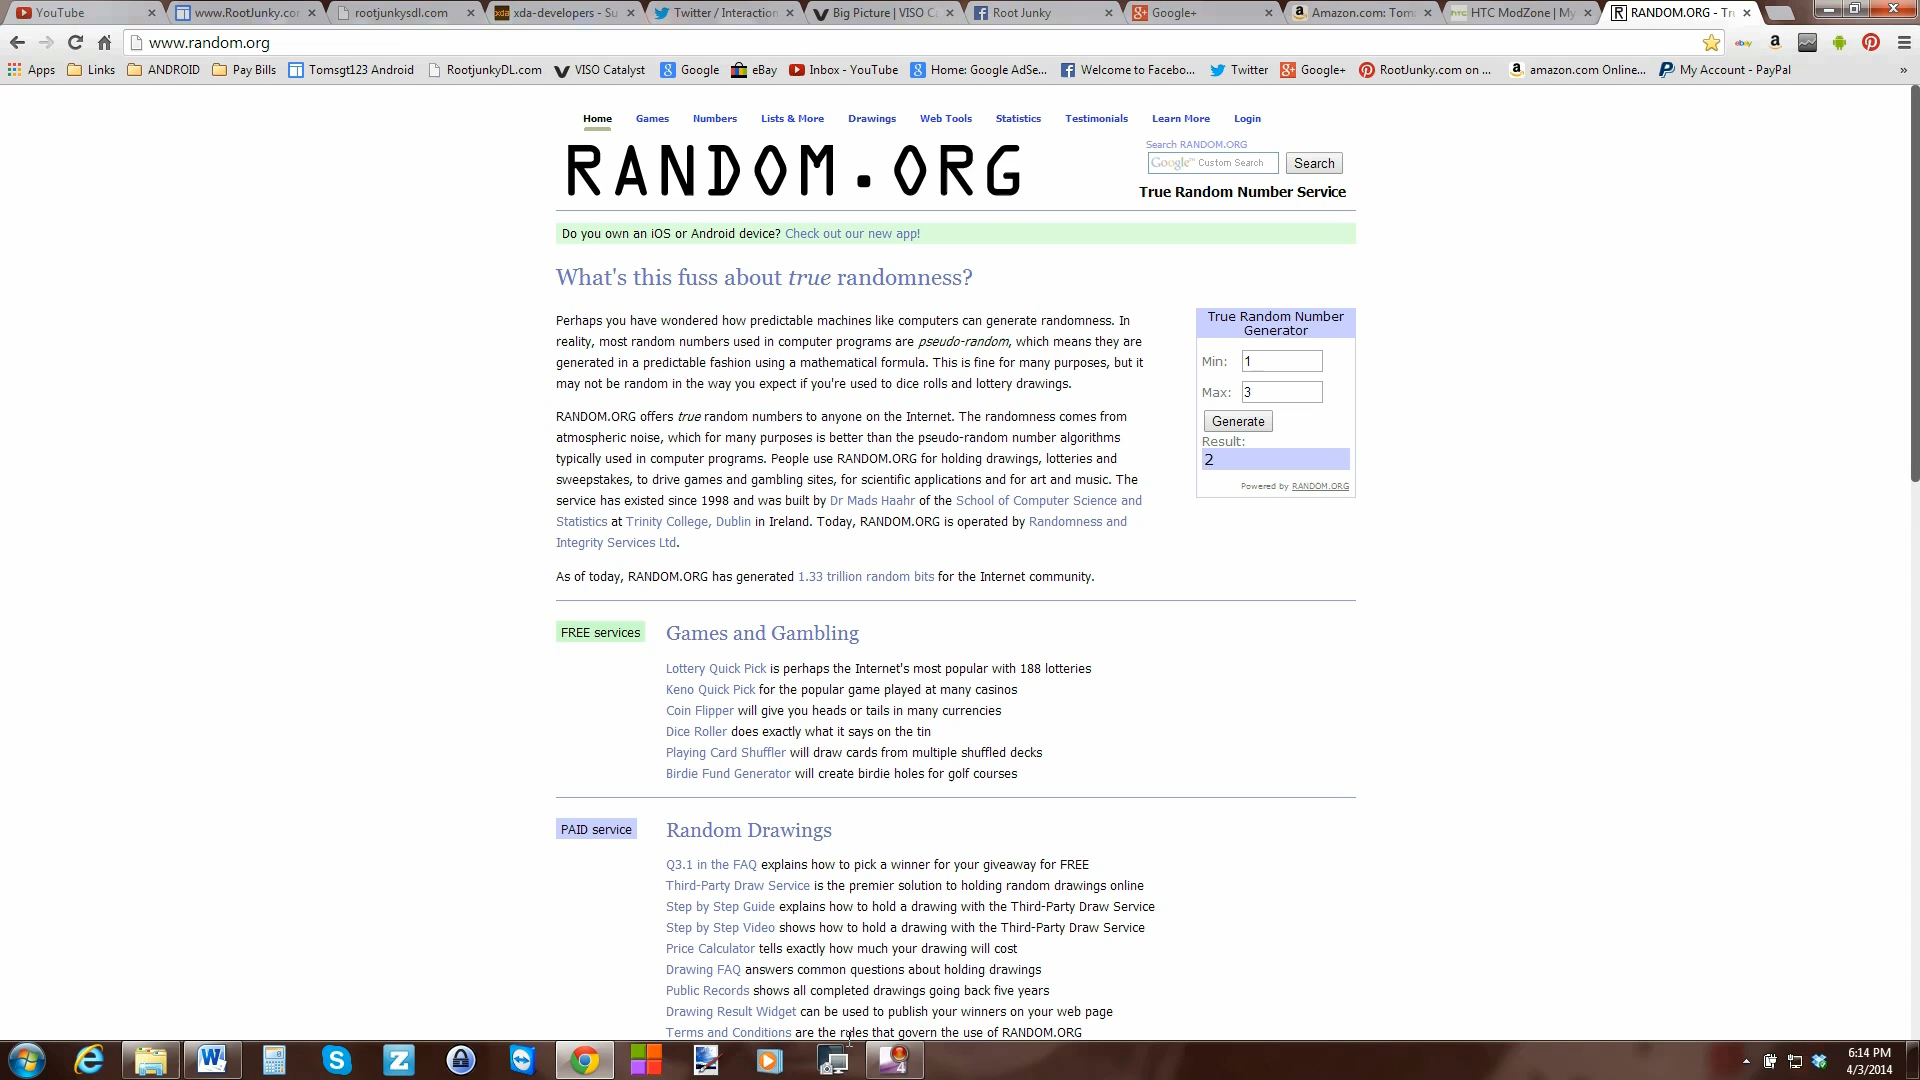 YouTube
www.RootJunky.co
rootjunkysdl.com
xda-developers - Su
Twitter / Interaction
Big Picture | VISO C
Root Junky
Google+
Amazon.com: Tom
HTC ModZone | My
RANDOM.ORG - Tr
www.random.org
Apps
Links
ANDROID
Pay Bills
Tomsgt123 Android
RootjunkyDL.com
VISO Catalyst
Google
eBay
Inbox - YouTube
Home: Google AdSe...
Welcome to Facebo...
Twitter
Google+
RootJunky.com on ...
amazon.com Online...
My Account - PayPal
»
Home Games Numbers Lists & More Drawings Web Tools Statistics Testimonials Learn More Login
RANDOM.ORG
Search RANDOM.ORG
Google™ Custom Search
Search
True Random Number Service
Do you own an iOS or Android device? Check out our new app!
What's this fuss about true randomness?
Perhaps you have wondered how predictable machines like computers can generate randomness. In
reality, most random numbers used in computer programs are pseudo-random, which means they are
generated in a predictable fashion using a mathematical formula. This is fine for many purposes, but it
may not be random in the way you expect if you're used to dice rolls and lottery drawings.
RANDOM.ORG offers true random numbers to anyone on the Internet. The randomness comes from
atmospheric noise, which for many purposes is better than the pseudo-random number algorithms
typically used in computer programs. People use RANDOM.ORG for holding drawings, lotteries and
sweepstakes, to drive games and gambling sites, for scientific applications and for art and music. The
service has existed since 1998 and was built by Dr Mads Haahr of the School of Computer Science and
Statistics at Trinity College, Dublin in Ireland. Today, RANDOM.ORG is operated by Randomness and
Integrity Services Ltd.
As of today, RANDOM.ORG has generated 1.33 trillion random bits for the Internet community.
True Random Number
Generator
Min: 1
Max: 3
Generate
Result:
2
Powered by RANDOM.ORG
FREE services
Games and Gambling
Lottery Quick Pick is perhaps the Internet's most popular with 188 lotteries
Keno Quick Pick for the popular game played at many casinos
Coin Flipper will give you heads or tails in many currencies
Dice Roller does exactly what it says on the tin
Playing Card Shuffler will draw cards from multiple shuffled decks
Birdie Fund Generator will create birdie holes for golf courses
PAID service
Random Drawings
Q3.1 in the FAQ explains how to pick a winner for your giveaway for FREE
Third-Party Draw Service is the premier solution to holding random drawings online
Step by Step Guide explains how to hold a drawing with the Third-Party Draw Service
Step by Step Video shows how to hold a drawing with the Third-Party Draw Service
Price Calculator tells exactly how much your drawing will cost
Drawing FAQ answers common questions about holding drawings
Public Records shows all completed drawings going back five years
Drawing Result Widget can be used to publish your winners on your web page
Terms and Conditions are the rules that govern the use of RANDOM.ORG
6:14 PM
4/3/2014